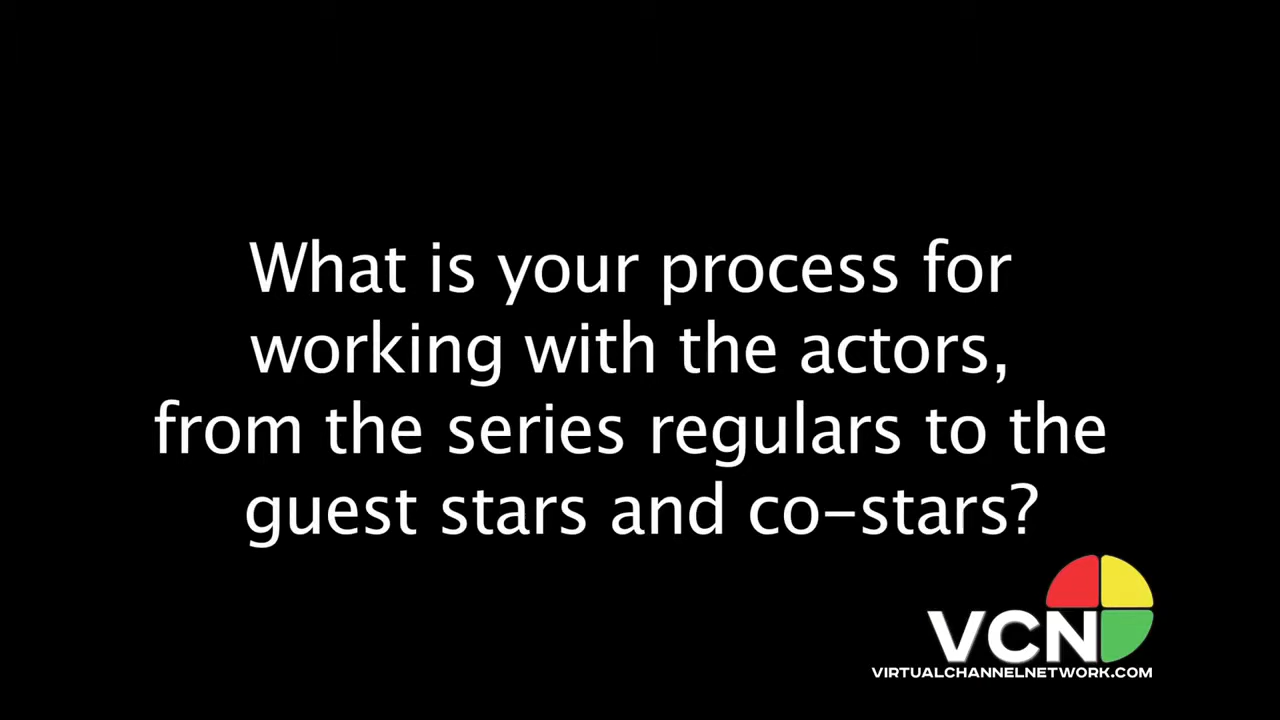 What is your process for
working with the actors,
from the series regulars to the
guest stars and co-stars?
VCN
VIRTUALCHANNELNETWORK.COM